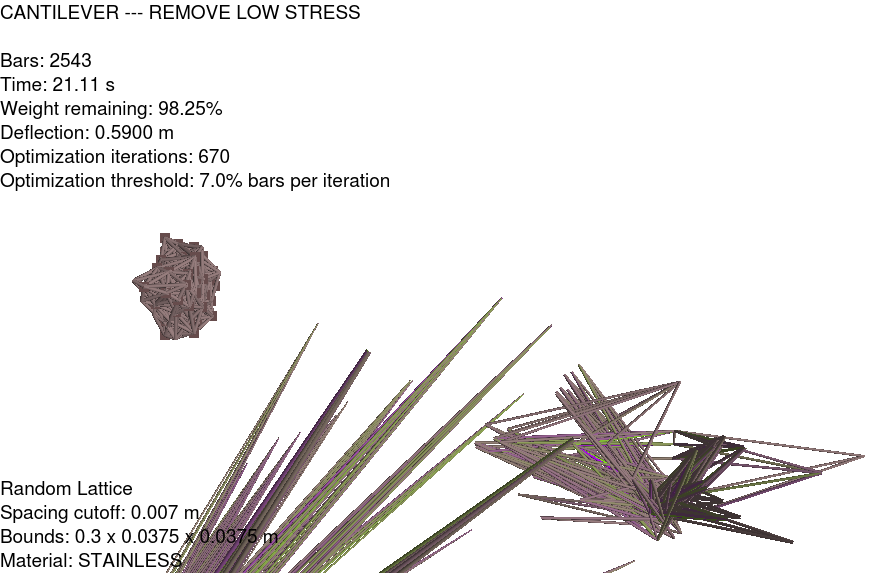 CANTILEVER --- REMOVE LOW STRESS
Bars: 2543
Time: 21.11 s
Weight remaining: 98.25%
Deflection: 0.5900 m
Optimization iterations: 670
Optimization threshold: 7.0% bars per iteration
Random Lattice
Spacing cutoff: 0.007 m
Bounds: 0.3 x 0.0375 x 0.0375 m
Material: STAINLESS